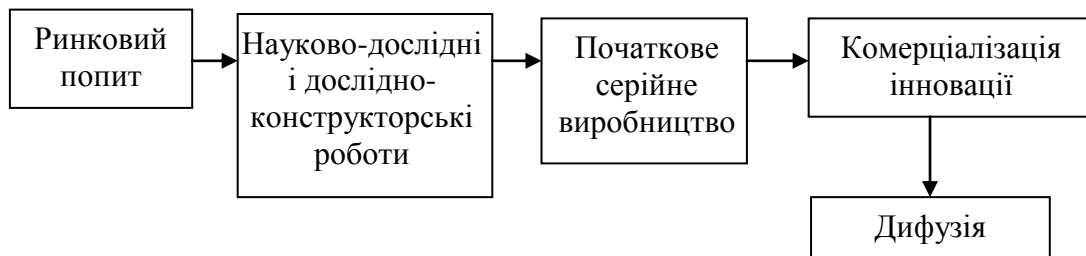 Ринковий
попит
Науково-дослідні
і дослідно-
конструкторські
роботи
Початкове
серійне
виробництво
Комерціалізація
інновації
Дифузія